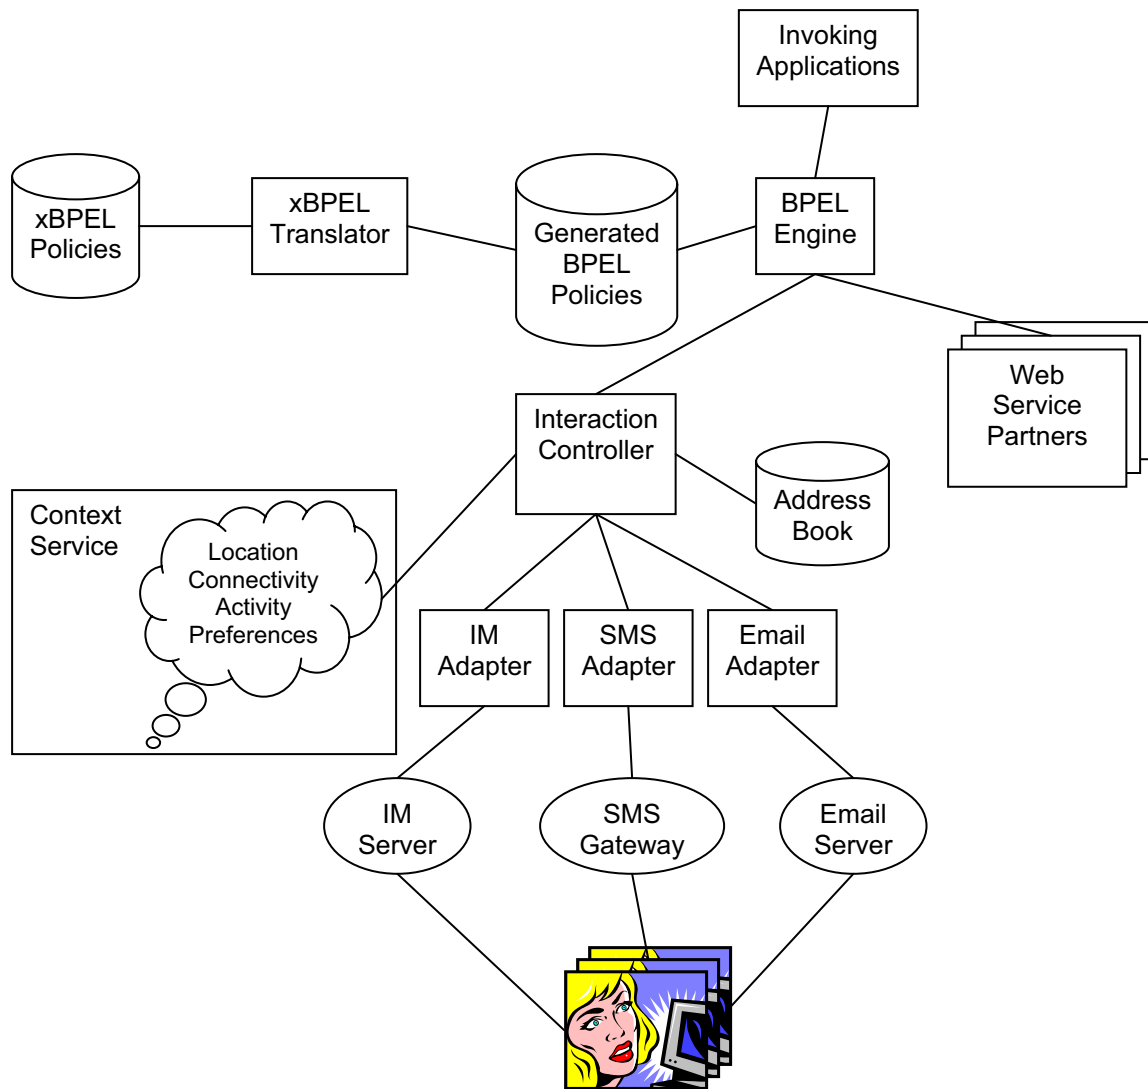 Invoking
Applications
xBPEL
Policies
xBPEL
Translator
Generated
BPEL
Policies
BPEL
Engine
Web
Service
Partners
Interaction
Controller
Address
Book
Context
Service
Location
Connectivity
Activity
Preferences
IM
Adapter
SMS
Adapter
Email
Adapter
IM
Server
SMS
Gateway
Email
Server